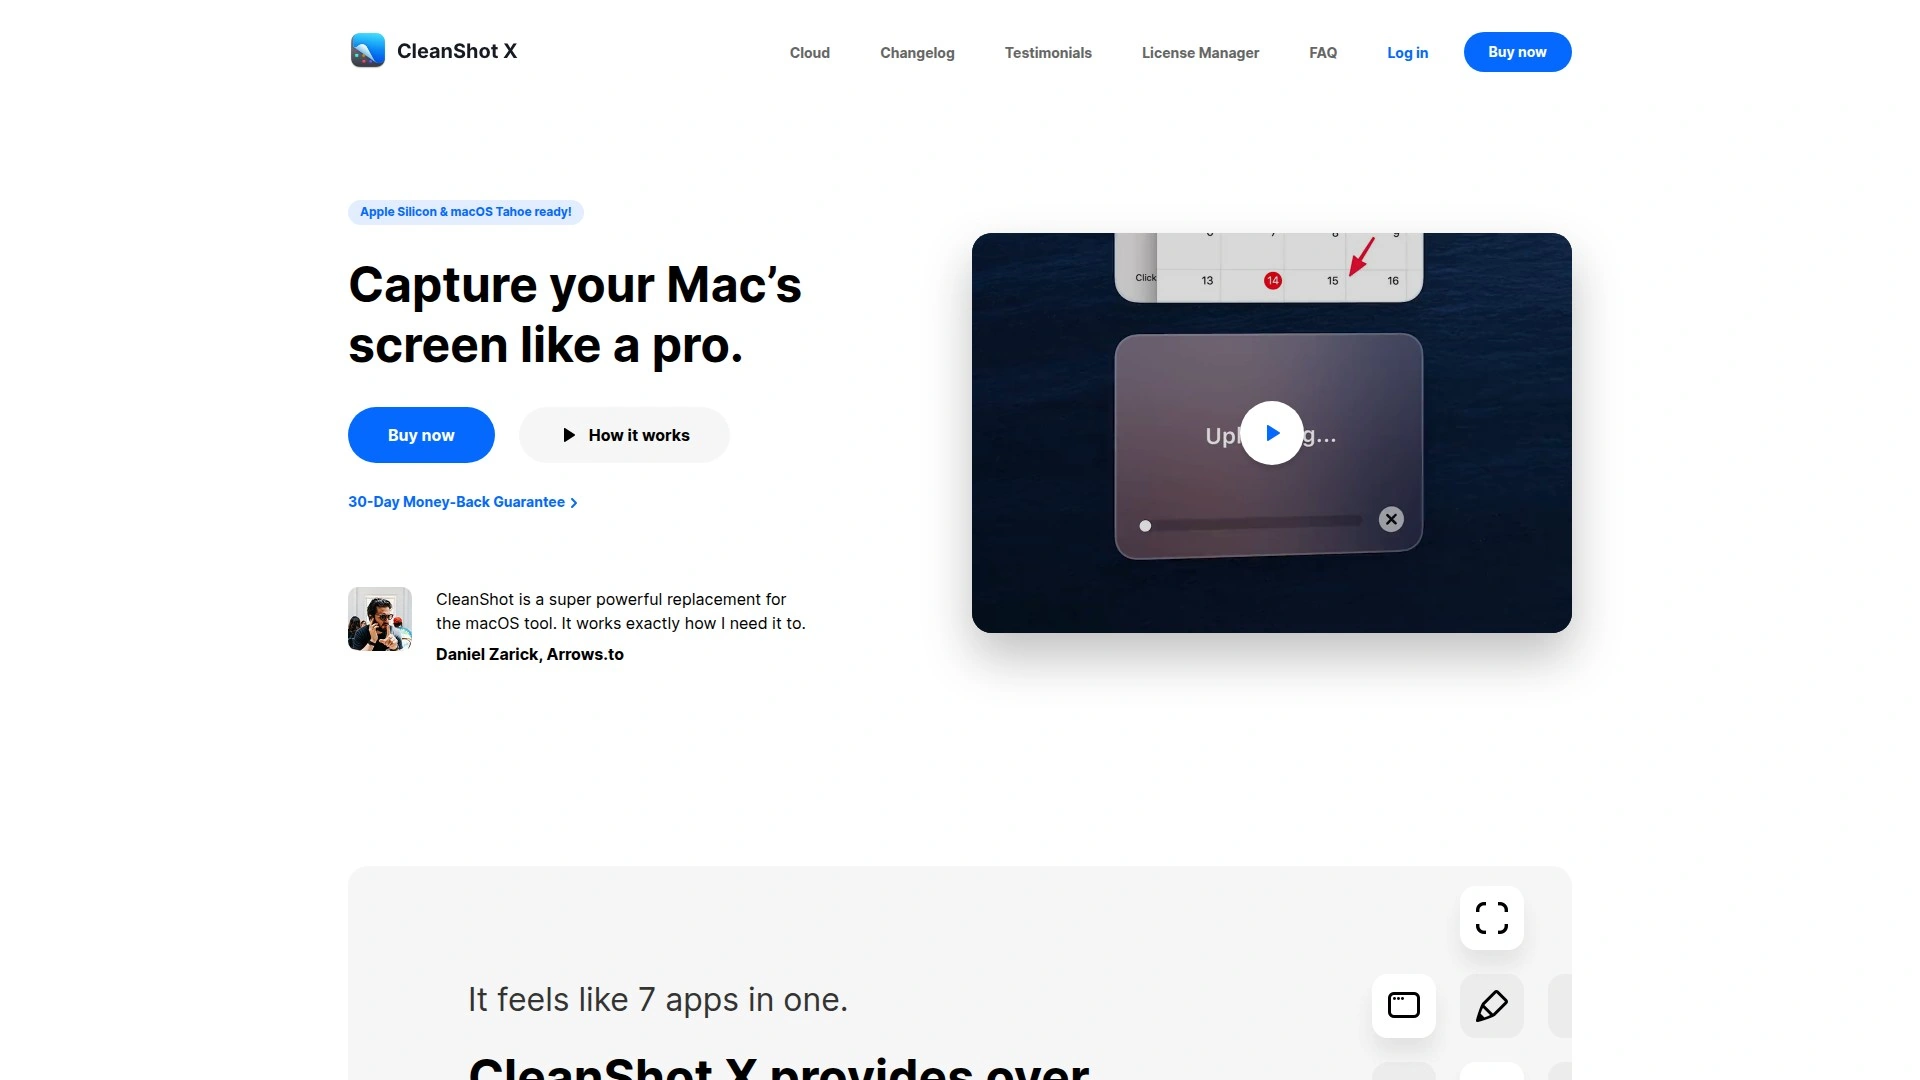 CleanShot X
Cloud
Changelog
Testimonials
License Manager
FAQ
Log in
Buy now
Apple Silicon & macOS Tahoe ready!
Capture your Mac’s
screen like a pro.
Buy now
How it works
30-Day Money-Back Guarantee
CleanShot is a super powerful replacement for
the macOS tool. It works exactly how I need it to.
Daniel Zarick, Arrows.to
Click
13 14 15 16
It feels like 7 apps in one.
CleanShot X provides over